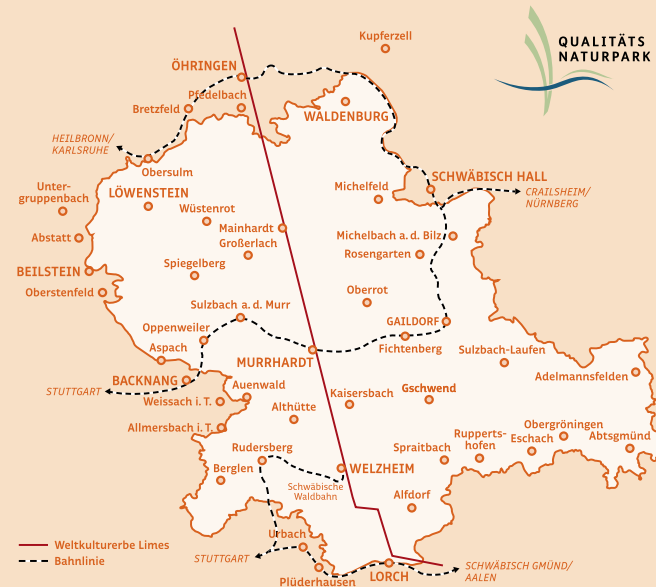 Kupferzell
QUALITÄTS
NATURPARK
ÖHRINGEN
Pfedelbach
Bretzfeld
WALDENBURG
HEILBRONN/
KARLSRUHE
Obersulm
SCHWÄBISCH HALL
Unter-
gruppenbach
LÖWENSTEIN
Michelfeld
CRAILSHEIM/
NÜRNBERG
Wüstenrot
Mainhardt
Abstatt
Großerlach
Michelbach a. d. Bilz
Rosengarten
BEILSTEIN
Spiegelberg
Oberstenfeld
Oberrot
Sulzbach a. d. Murr
Oppenweiler
GAILDORF
Aspach
MURRHARDT
Fichtenberg
Sulzbach-Laufen
BACKNANG
Adelmannsfelden
STUTTGART
Auenwald
Weissach i. T.
Kaisersbach
Gschwend
Althütte
Allmersbach i. T.
Obergröningen
Rupperts-
hofen
Eschach
Abtsgmünd
Rudersberg
Spraitbach
Berglen
WELZHEIM
Schwäbische
Waldbahn
Alfdorf
Urbach
Weltkulturerbe Limes
Bahnlinie
STUTTGART
Plüderhausen
LORCH
SCHWÄBISCH GMÜND/
AALEN